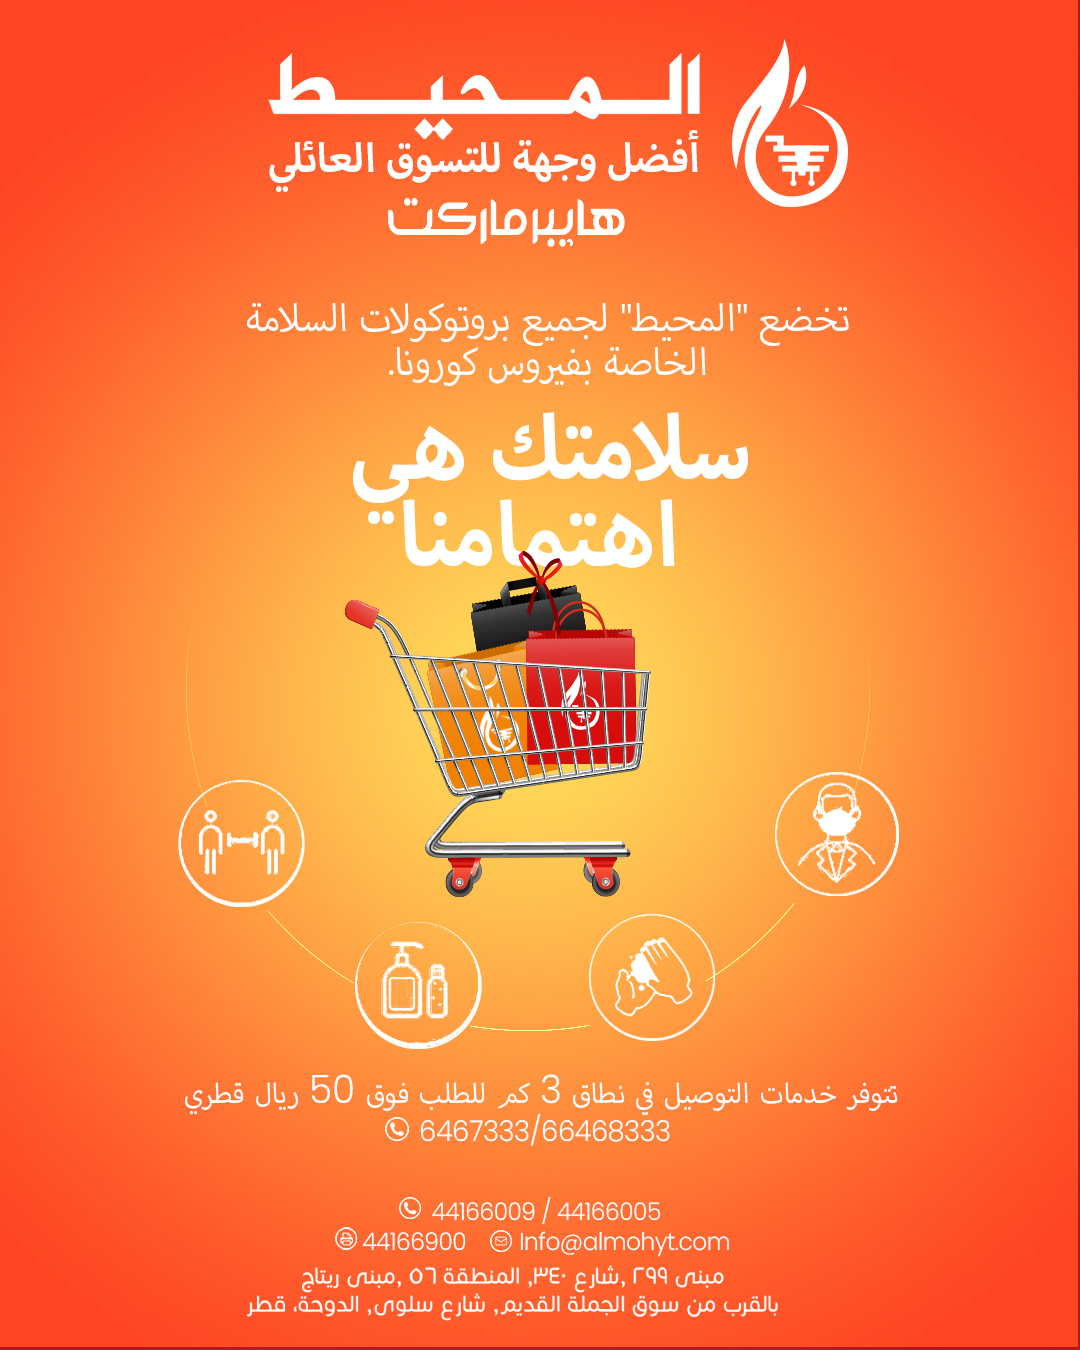 المحيط
أفضل وجهة للتسوق العائلي
هايبرماركت
تخضع "المحيط" لجميع بروتوكولات السلامة
الخاصة بفيروس كورونا.
سلامتك هي
اهتمامنا
تتوفر خدمات التوصيل في نطاق 3 كم للطلب فوق 50 ريال قطري
6467333/66468333
44166009 / 44166005
44166900 Info@almohyt.com
مبنى ٢٩٩ ,شارع ٣٤٠, المنطقة ٥٦ ,مبنى ريتاج
بالقرب من سوق الجملة القديم, شارع سلوى, الدوحة، قطر